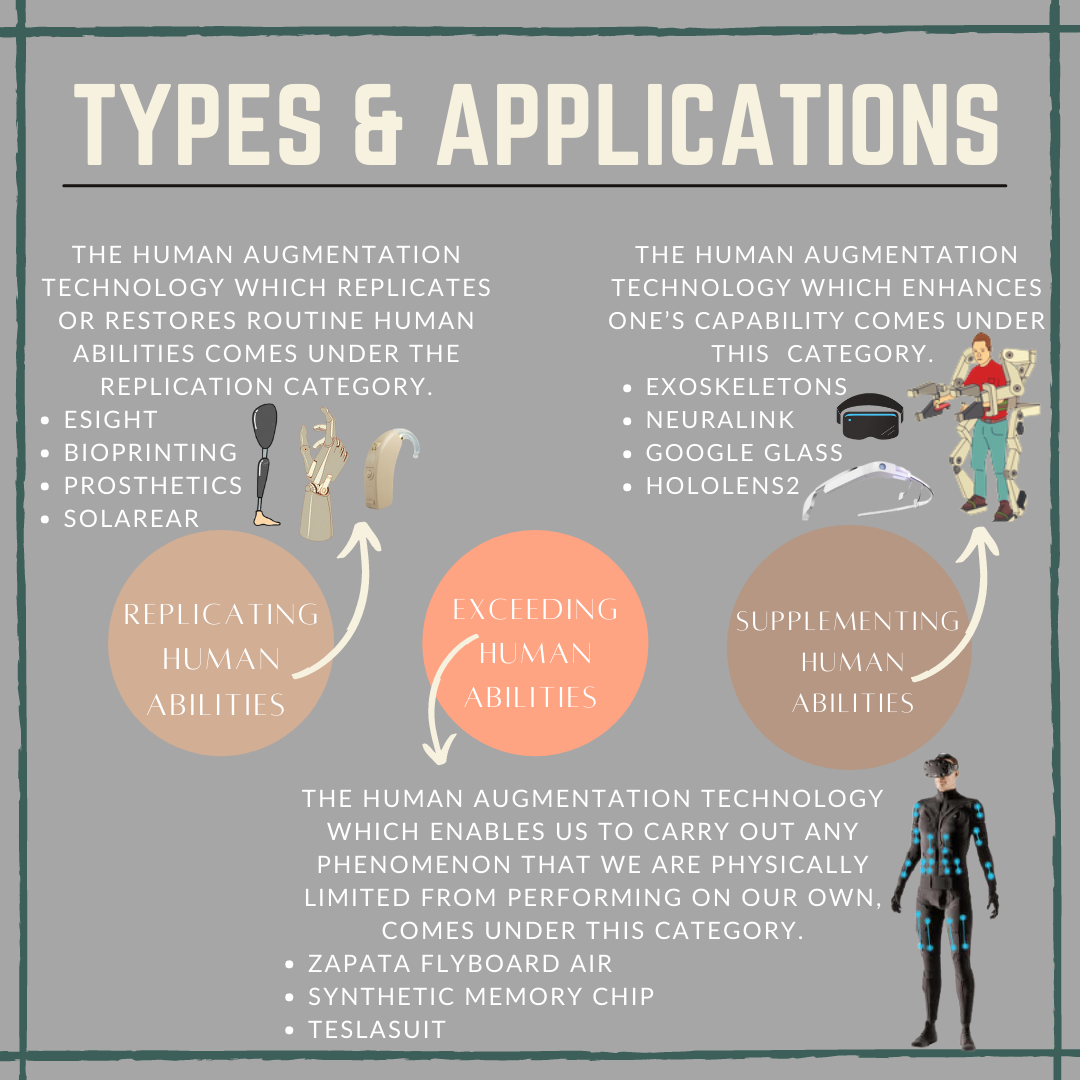 TYPES & APPLICATIONS
THE HUMAN AUGMENTATION
TECHNOLOGY WHICH REPLICATES
OR RESTORES ROUTINE HUMAN
ABILITIES COMES UNDER THE
REPLICATION CATEGORY.
• ESIGHT
• BIOPRINTING
• PROSTHETICS
• SOLAREAR
THE HUMAN AUGMENTATION
TECHNOLOGY WHICH ENHANCES
ONE'S CAPABILITY COMES UNDER
THIS CATEGORY.
• EXOSKELETONS
• NEURALINK
• GOOGLE GLASS
• HOLOLENS2
REPLICATING
HUMAN
ABILITIES
EXCEEDING
HUMAN
ABILITIES
SUPPLEMENTING
HUMAN
ABILITIES
THE HUMAN AUGMENTATION TECHNOLOGY
WHICH ENABLES US TO CARRY OUT ANY
PHENOMENON THAT WE ARE PHYSICALLY
LIMITED FROM PERFORMING ON OUR OWN,
COMES UNDER THIS CATEGORY.
• ZAPATA FLYBOARD AIR
• SYNTHETIC MEMORY CHIP
• TESLASUIT